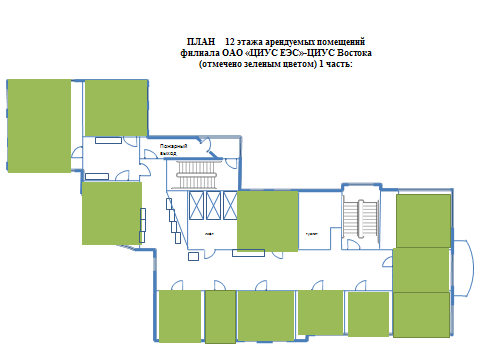 ПЛАН 12 этажа арендуемых помещений
филиала ОАО «ЦИУС ЕЭС»-ЦИУС Востока
(отмечено зеленым цветом) 1 часть:
Пожарный
выход